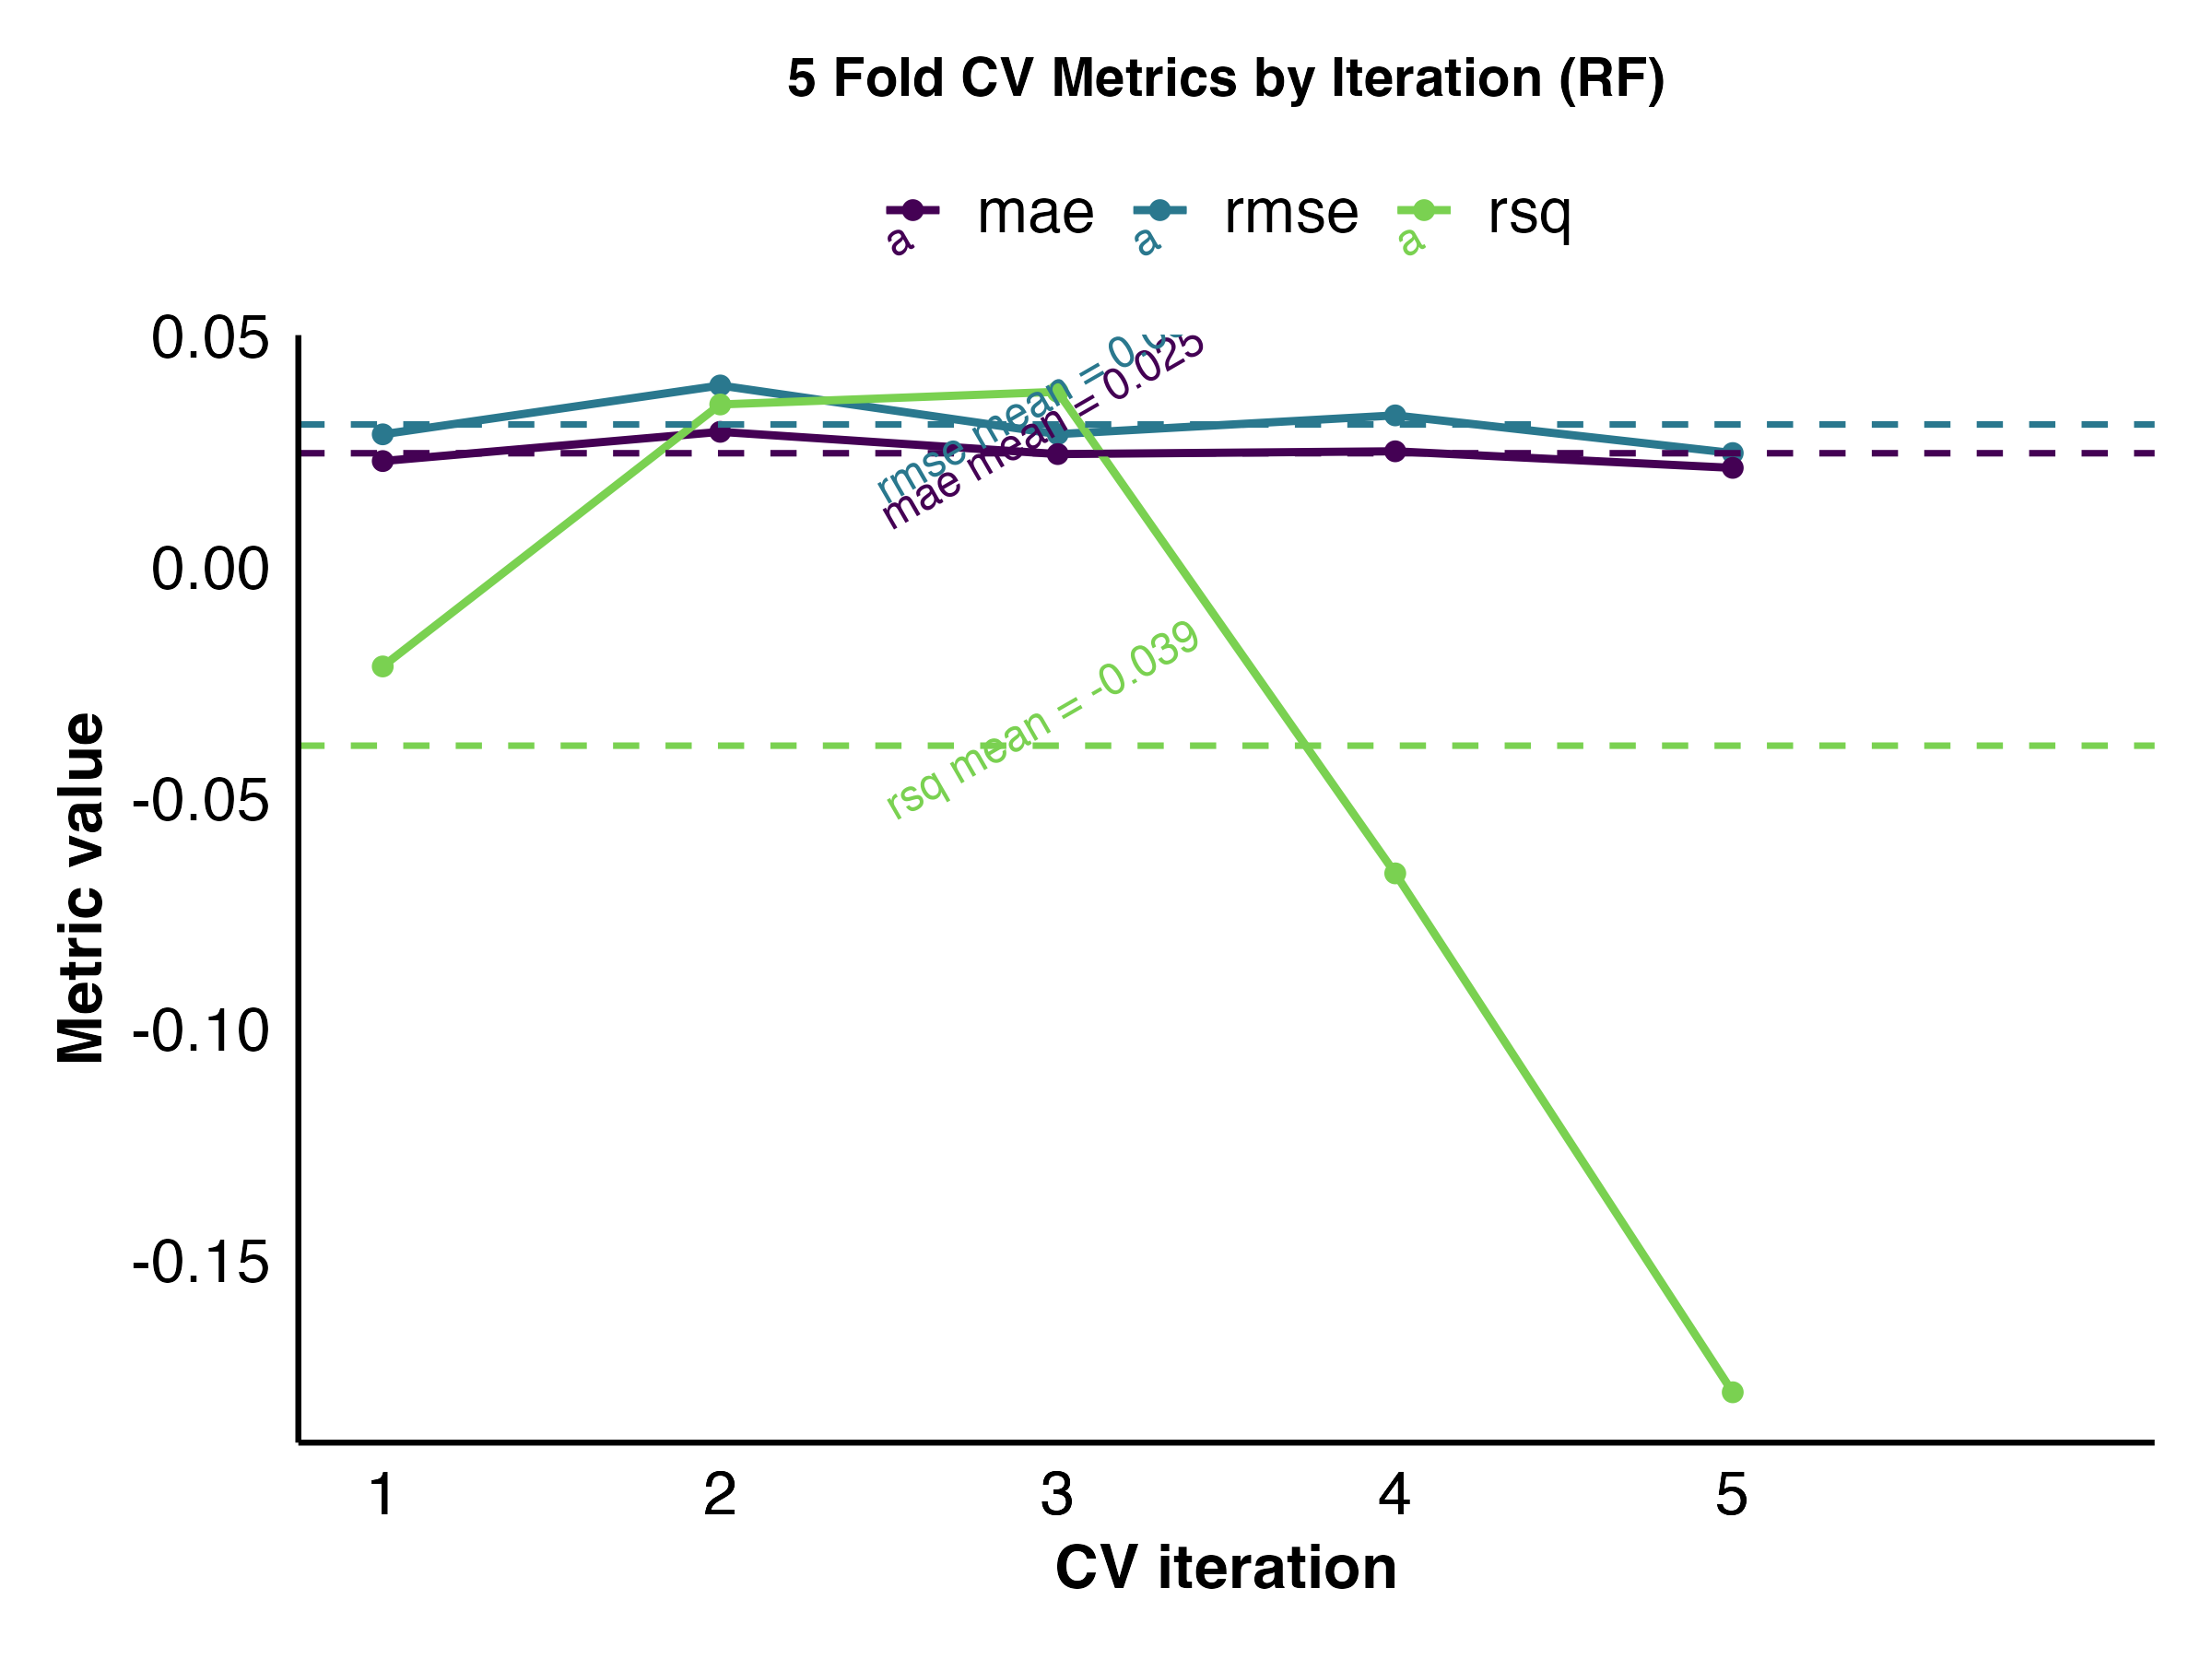 5 Fold CV Metrics by Iteration (RF)
a mae a rmse a rsq
0.05
0.00
-0.05
-0.10
-0.15
Metric value
rmse mean =
mae mean = 0.025
rsq mean = -0.039
1 2 3 4 5
CV iteration